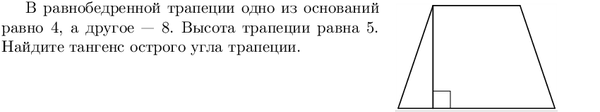 В равнобедренной трапеции одно из оснований
равно 4, а другое — 8. Высота трапеции равна 5.
Найдите тангенс острого угла трапеции.